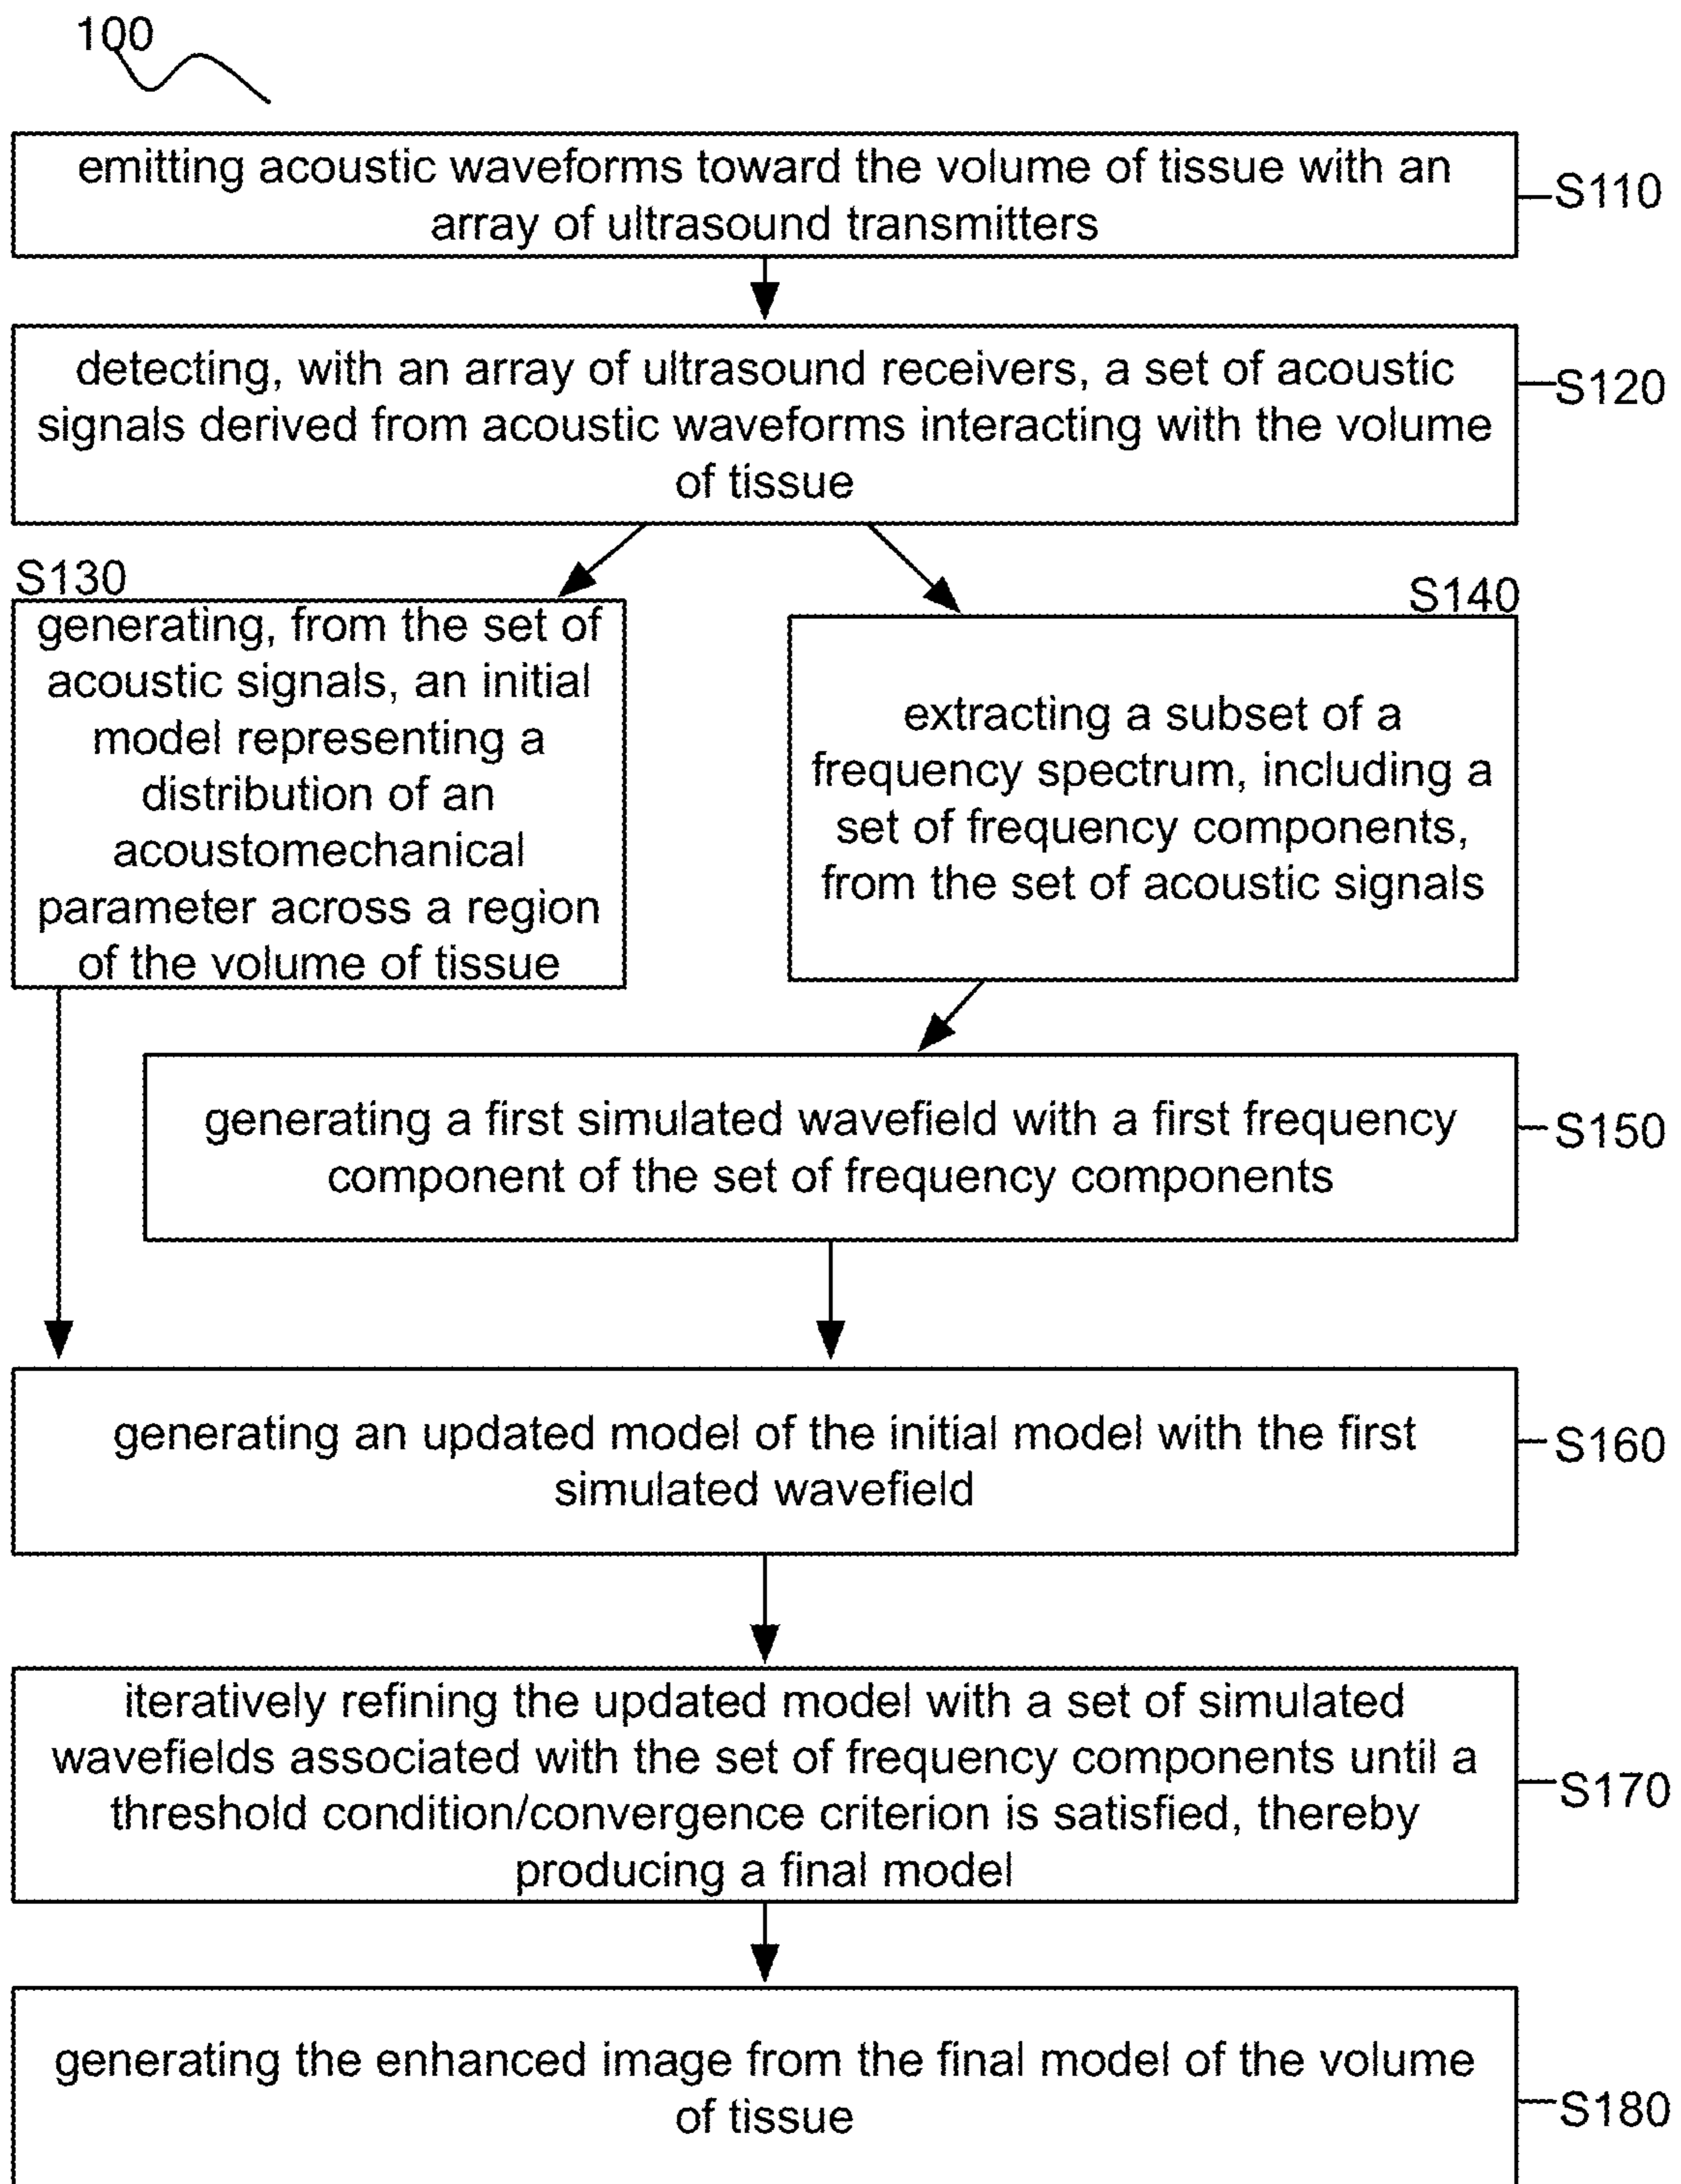 100
emitting acoustic waveforms toward the volume of tissue with an
array of ultrasound transmitters
S110
detecting, with an array of ultrasound receivers, a set of acoustic
signals derived from acoustic waveforms interacting with the volume
of tissue
S120
S130
generating, from the set of
acoustic signals, an initial
model representing a
distribution of an
acoustomechanical
parameter across a region
of the volume of tissue
S140
extracting a subset of a
frequency spectrum, including a
set of frequency components,
from the set of acoustic signals
generating a first simulated wavefield with a first frequency
component of the set of frequency components
S150
generating an updated model of the initial model with the first
simulated wavefield
S160
iteratively refining the updated model with a set of simulated
wavefields associated with the set of frequency components until a
threshold condition/convergence criterion is satisfied, thereby
producing a final model
S170
generating the enhanced image from the final model of the volume
of tissue
S180